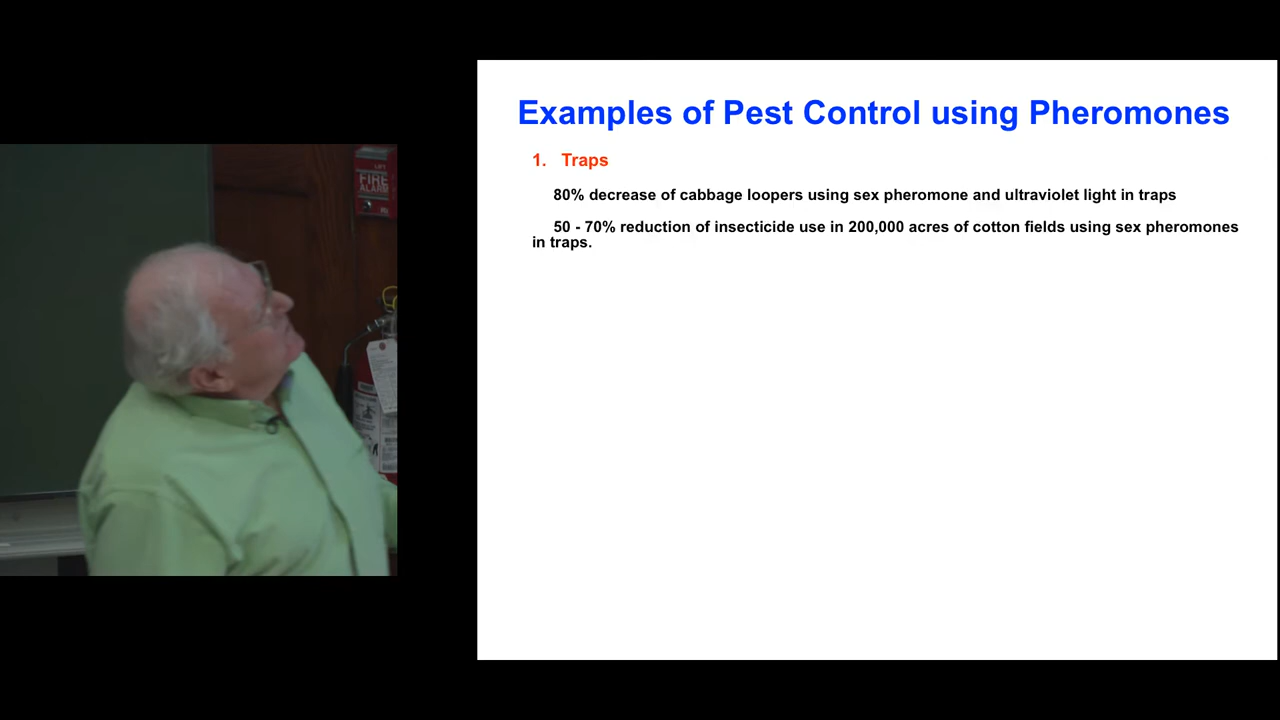 Examples of Pest Control using Pheromones
1. Traps
80% decrease of cabbage loopers using sex pheromone and ultraviolet light in traps
50 - 70% reduction of insecticide use in 200,000 acres of cotton fields using sex pheromones
in traps.
LIFT
FIRE
ALARM